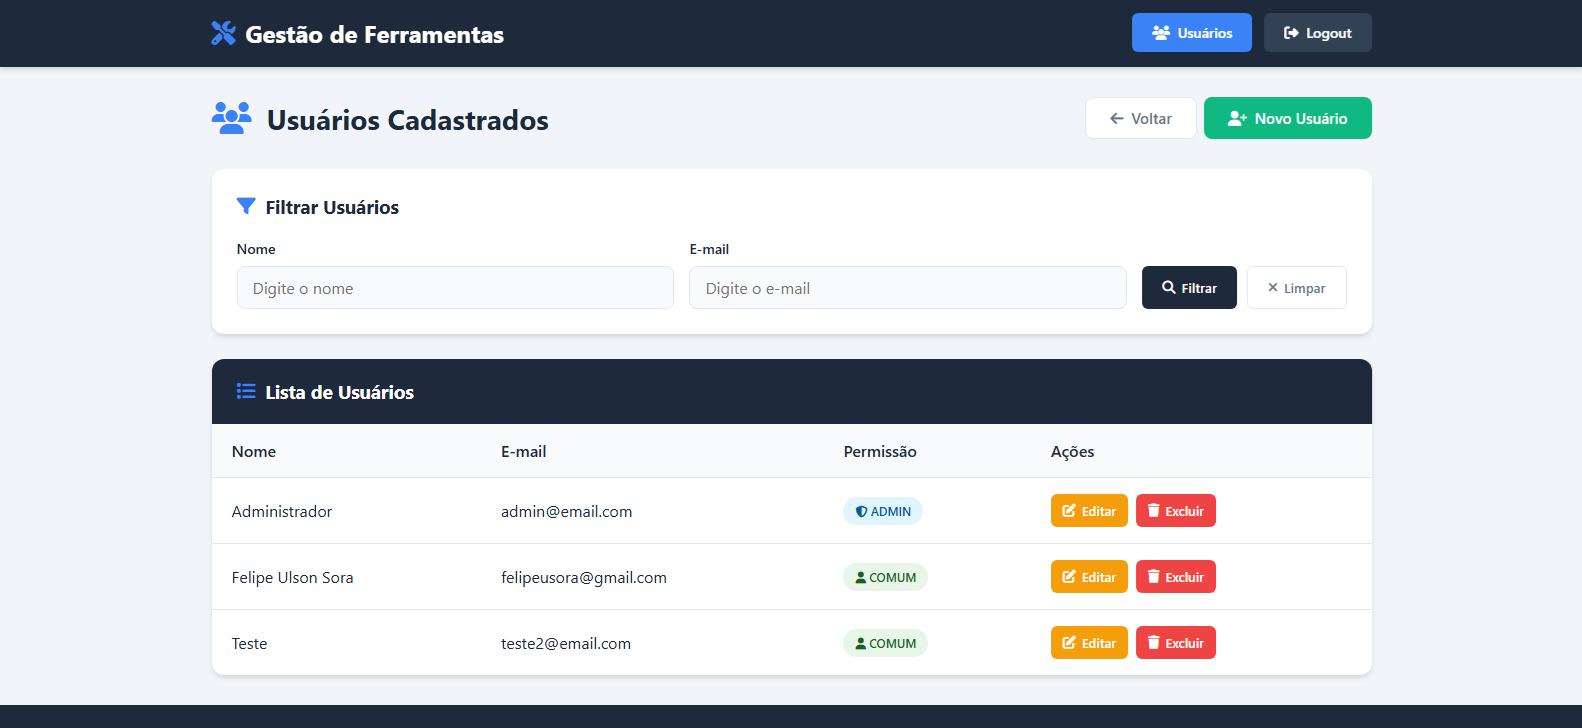 Gestão de Ferramentas
Usuários
Logout
Usuários Cadastrados
Voltar
Novo Usuário
Filtrar Usuários
Nome
E-mail
Digite o nome
Digite o e-mail
Filtrar
Limpar
Lista de Usuários
Nome E-mail Permissão Ações
Administrador admin@email.com ADMIN Editar Excluir
Felipe Ulson Sora felipeusora@gmail.com COMUM Editar Excluir
Teste teste2@email.com COMUM Editar Excluir